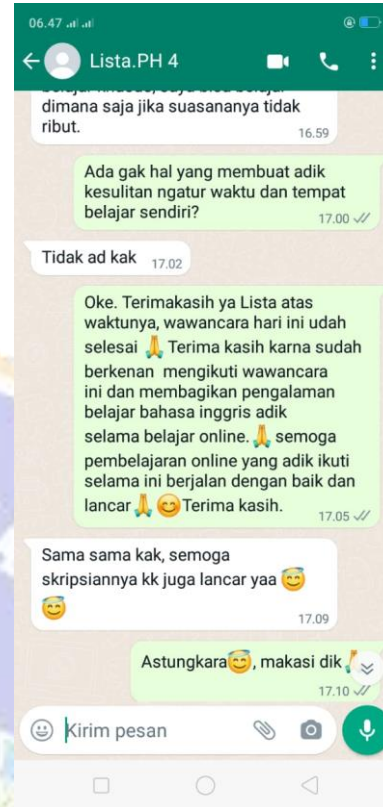 06.47
Lista.PH 4
dimana saja jika suasananya tidak
ribut.
16.59
Ada gak hal yang membuat adik
kesulitan ngatur waktu dan tempat
belajar sendiri?
17.00
Tidak ad kak
17.02
Oke. Terimakasih ya Lista atas
waktunya, wawancara hari ini udah
selesai 🙏 Terima kasih karna sudah
berkenan mengikuti wawancara
ini dan membagikan pengalaman
belajar bahasa inggris adik
selama belajar online.🙏 semoga
pembelajaran online yang adik ikuti
selama ini berjalan dengan baik dan
lancar🙏😊Terima kasih.
17.05
Sama sama kak, semoga
skripsiannya kk juga lancar yaa 😇
😇
17.09
Astungkara😇, makasi dik🙏
17.10
Kirim pesan